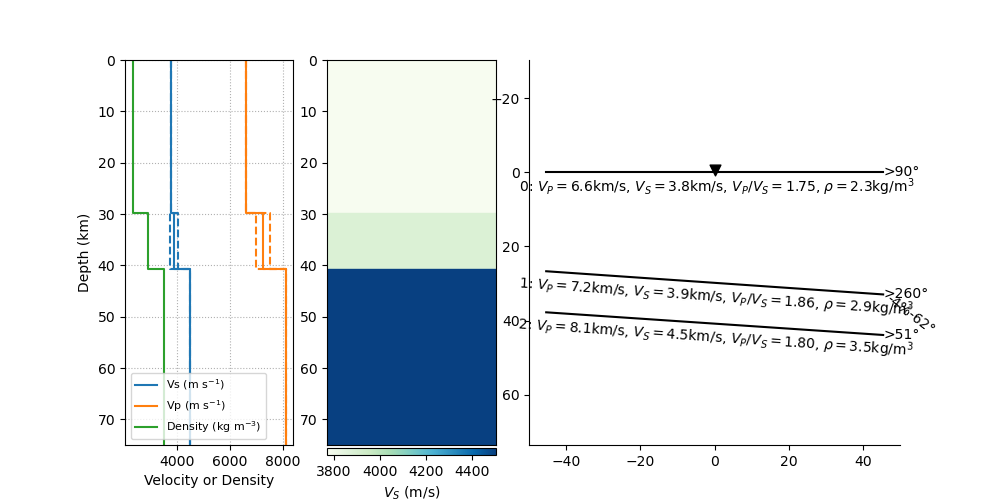 0
10
20
30
40
50
60
70
Depth (km)
4000 6000 8000
Velocity or Density
Vs (m s⁻¹)
Vp (m s⁻¹)
Density (kg m⁻³)
0
10
20
30
40
50
60
70
3800 4000 4200 4400
V_S (m/s)
−20
0
20
40
60
−40 −20 0 20 40
>90°
0: V_P = 6.6km/s, V_S = 3.8km/s, V_P/V_S = 1.75, ρ = 2.3kg/m³
>260°
1: V_P = 7.2km/s, V_S = 3.9km/s, V_P/V_S = 1.86, ρ = 2.9kg/m³
>51°
2: V_P = 8.1km/s, V_S = 4.5km/s, V_P/V_S = 1.80, ρ = 3.5kg/m³